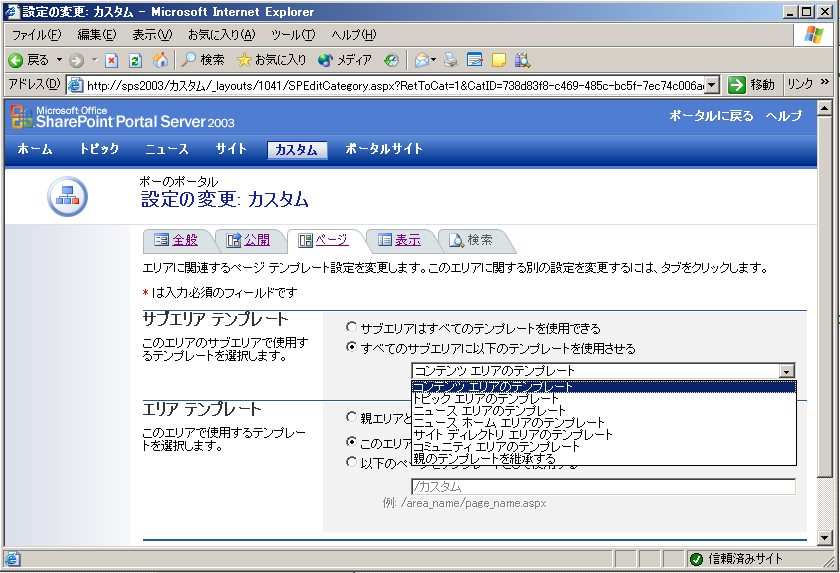 設定の変更: カスタム - Microsoft Internet Explorer
ファイル(F) 編集(E) 表示(V) お気に入り(A) ツール(T) ヘルプ(H)
戻る 検索 お気に入り メディア
アドレス(D) http://sps2003/カスタム/_layouts/1041/SPEditCategory.aspx?RetToCat=1&CatID=738d83f8-c469-485c-bc5f-7ec74c006a 移動 リンク »
Microsoft Office
SharePoint Portal Server 2003
ポータルに戻る ヘルプ
ホーム トピック ニュース サイト カスタム ポータルサイト
ポーのポータル
設定の変更: カスタム
全般 公開 ページ 表示 検索
エリアに関連するページ テンプレート設定を変更します。このエリアに関する別の設定を変更するには、タブをクリックします。
* は入力必須のフィールドです
サブエリア テンプレート
このエリアのサブエリアで使用す
るテンプレートを選択します。
サブエリアはすべてのテンプレートを使用できる
すべてのサブエリアに以下のテンプレートを使用させる
コンテンツ エリアのテンプレート
コンテンツ エリアのテンプレート
トピック エリアのテンプレート
ニュース エリアのテンプレート
ニュース ホーム エリアのテンプレート
サイト ディレクトリ エリアのテンプレート
コミュニティ エリアのテンプレート
親のテンプレートを継承する
エリア テンプレート
このエリアで使用するテンプレー
トを選択します。
親エリアと
このエリア
以下のペ
/カスタム
例: /area_name/page_name.aspx
信頼済みサイト